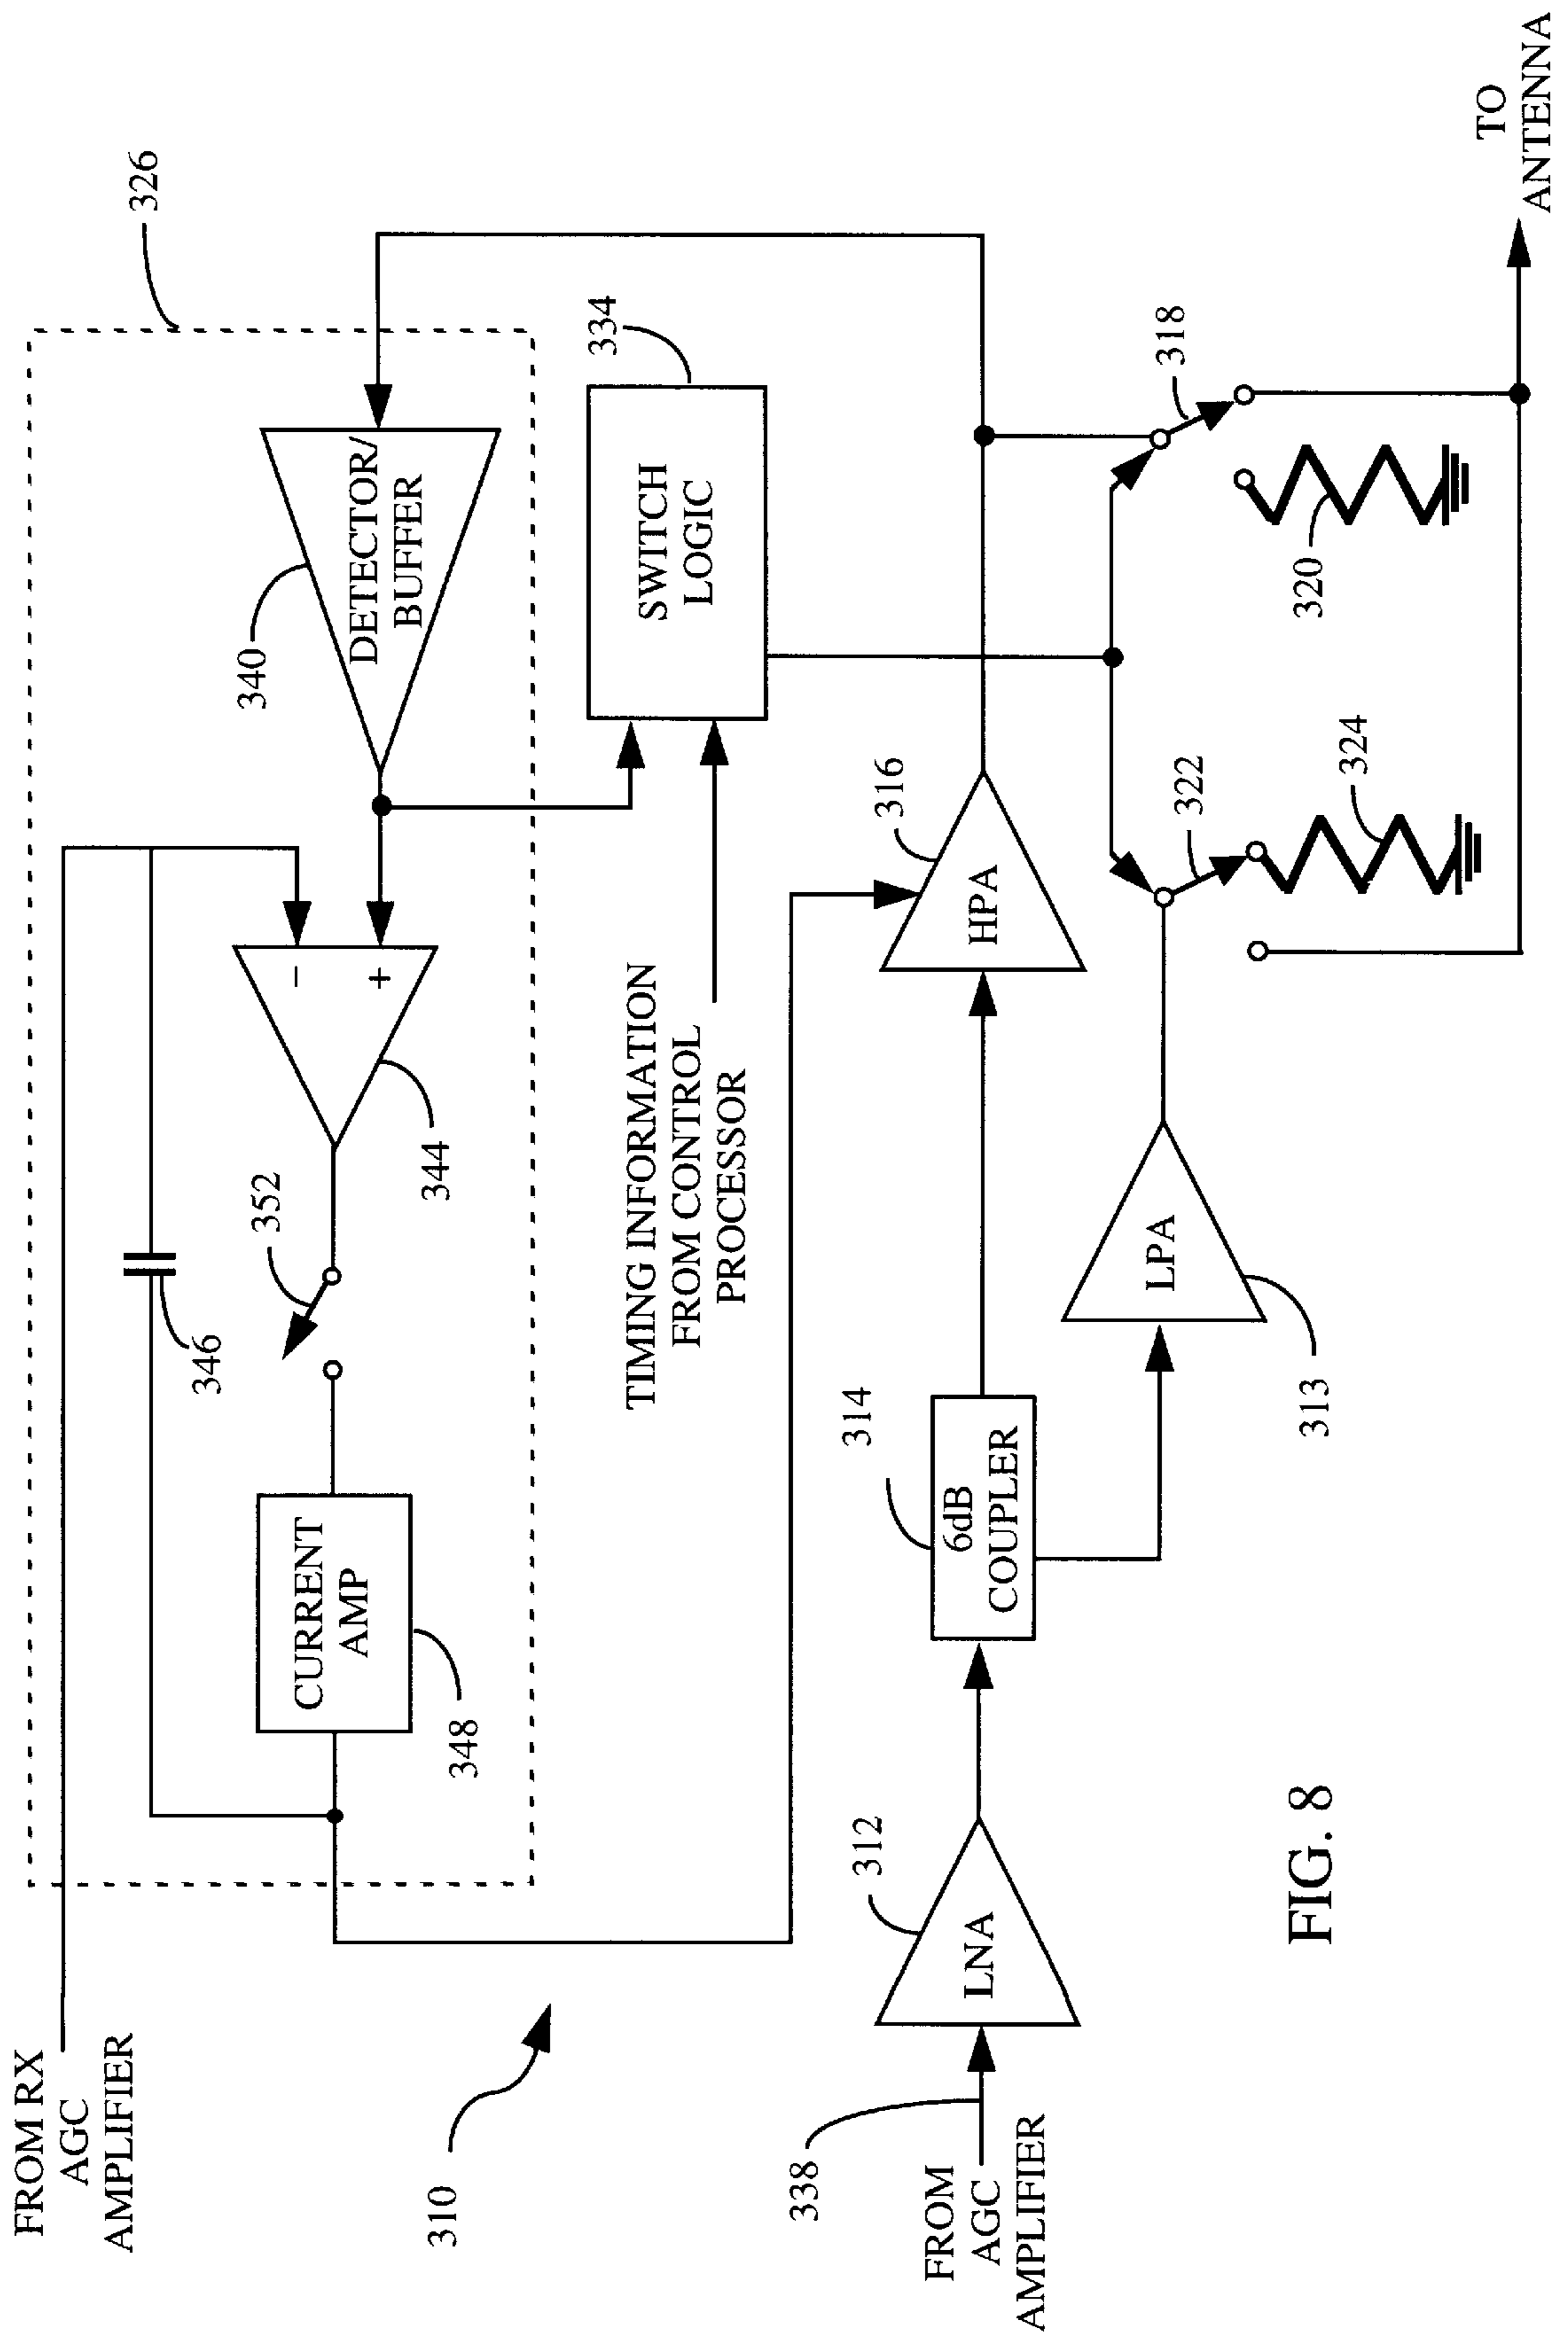 FROM RX
AGC
AMPLIFIER
326
346
352
340
DETECTOR/
BUFFER
CURRENT
AMP
348
−
+
344
334
SWITCH
LOGIC
310
TIMING INFORMATION
FROM CONTROL
PROCESSOR
338
FROM
AGC
AMPLIFIER
312
LNA
314
6dB
COUPLER
316
HPA
LPA
313
322
324
318
320
TO
ANTENNA
FIG. 8